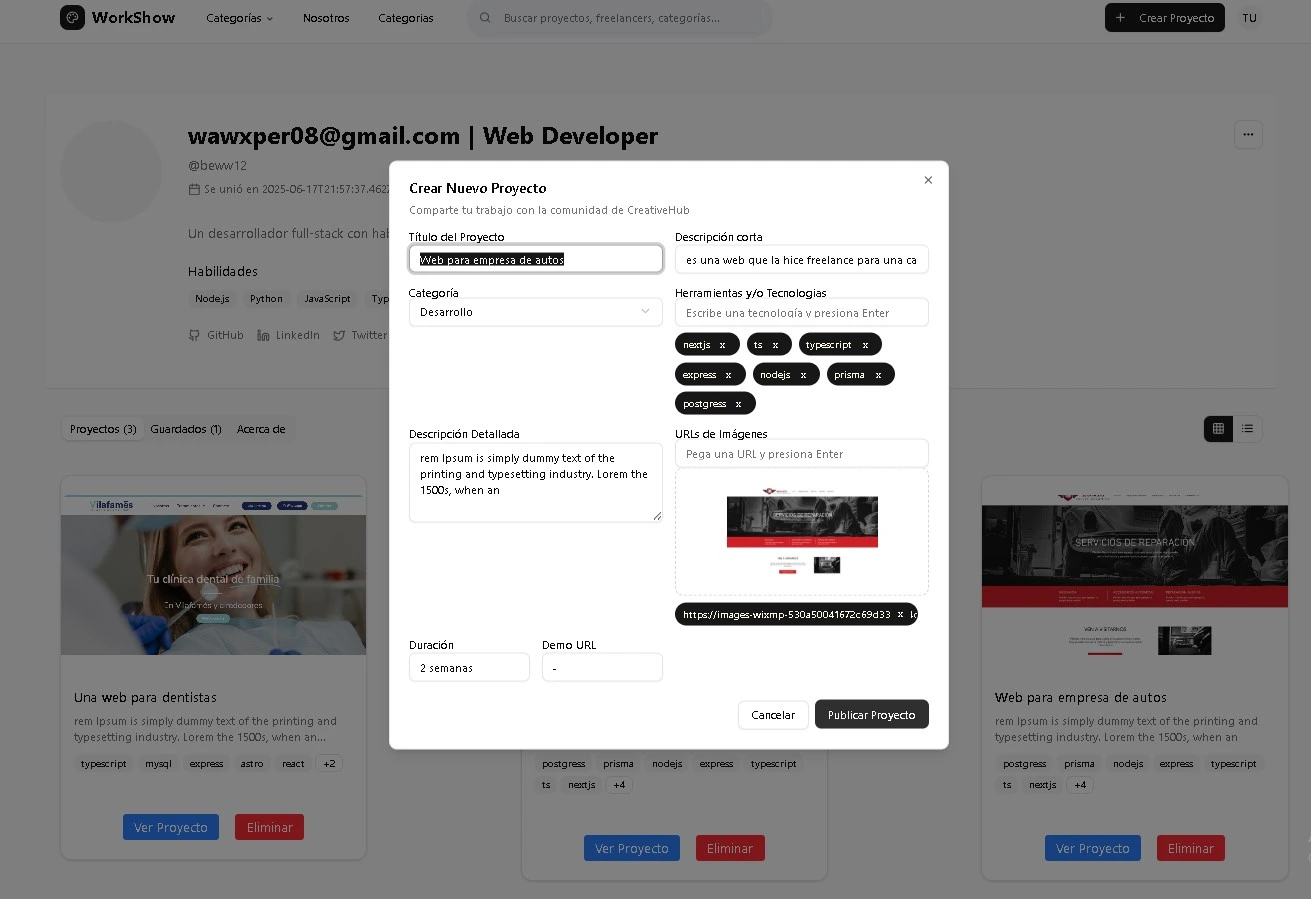 WorkShow Categorías Nosotros Categorias Buscar proyectos, freelancers, categorías... + Crear Proyecto TU
wawxper08@gmail.com | Web Developer
@beww12
Se unió en 2025-06-17T21:57:37.462
Un desarrollador full-stack con hab
Habilidades
Node.js Python JavaScript Typ
GitHub LinkedIn Twitter
Proyectos (3) Guardados (1) Acerca de
Crear Nuevo Proyecto
Comparte tu trabajo con la comunidad de CreativeHub
Título del Proyecto
Web para empresa de autos
Descripción corta
es una web que la hice freelance para una ca
Categoría
Desarrollo
Herramientas y/o Tecnologias
Escribe una tecnología y presiona Enter
nextjs x ts x typescript x
express x nodejs x prisma x
postgress x
Descripción Detallada
rem Ipsum is simply dummy text of the
printing and typesetting industry. Lorem the
1500s, when an
URLs de Imágenes
Pega una URL y presiona Enter
SERVICIOS DE REPARACIÓN
https://images-wixmp-530a50041672c69d33 x
Duración
2 semanas
Demo URL
-
Cancelar Publicar Proyecto
Vilafamés
Tu clínica dental de familia
En Vilafamés y alrededores
Una web para dentistas
rem Ipsum is simply dummy text of the printing and
typesetting industry. Lorem the 1500s, when an...
typescript mysql express astro react +2
Ver Proyecto Eliminar
postgress prisma nodejs express typescript
ts nextjs +4
Ver Proyecto Eliminar
SERVICIOS DE REPARACIÓN
VEN A VISITARNOS
Web para empresa de autos
rem Ipsum is simply dummy text of the printing and
typesetting industry. Lorem the 1500s, when an
postgress prisma nodejs express typescript
ts nextjs +4
Ver Proyecto Eliminar